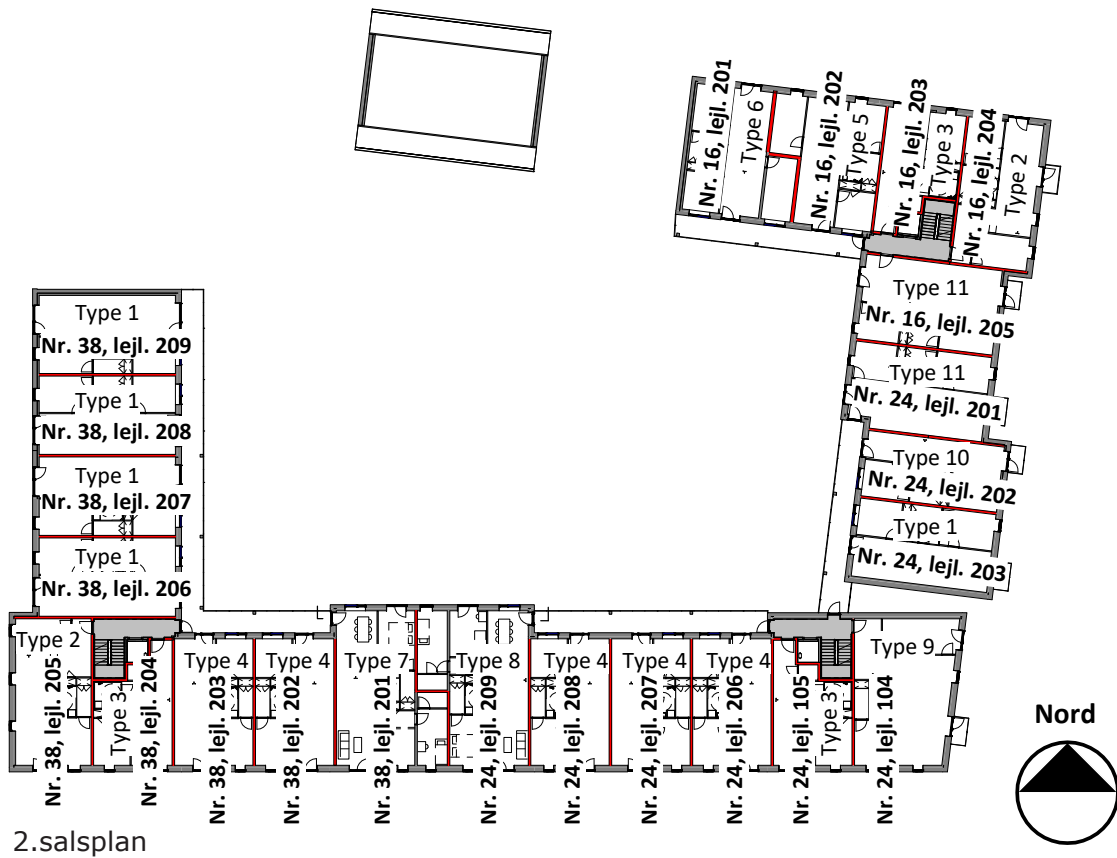 Nr. 16, lejl. 201
Type 6
Nr. 16, lejl. 202
Type 5
Nr. 16, lejl. 203
Type 3
Nr. 16, lejl. 204
Type 2
Type 11
Nr. 16, lejl. 205
Type 11
Nr. 24, lejl. 201
Type 10
Nr. 24, lejl. 202
Type 1
Nr. 24, lejl. 203
Type 1
Nr. 38, lejl. 209
Type 1
Nr. 38, lejl. 208
Type 1
Nr. 38, lejl. 207
Type 1
Nr. 38, lejl. 206
Type 2
Nr. 38, lejl. 205
Type 3
Nr. 38, lejl. 204
Type 4
Nr. 38, lejl. 203
Type 4
Nr. 38, lejl. 202
Type 7
Nr. 38, lejl. 201
Type 8
Nr. 24, lejl. 209
Type 4
Nr. 24, lejl. 208
Type 4
Nr. 24, lejl. 207
Type 4
Nr. 24, lejl. 206
Nr. 24, lejl. 105
Type 3
Type 9
Nr. 24, lejl. 104
Nord
2.salsplan